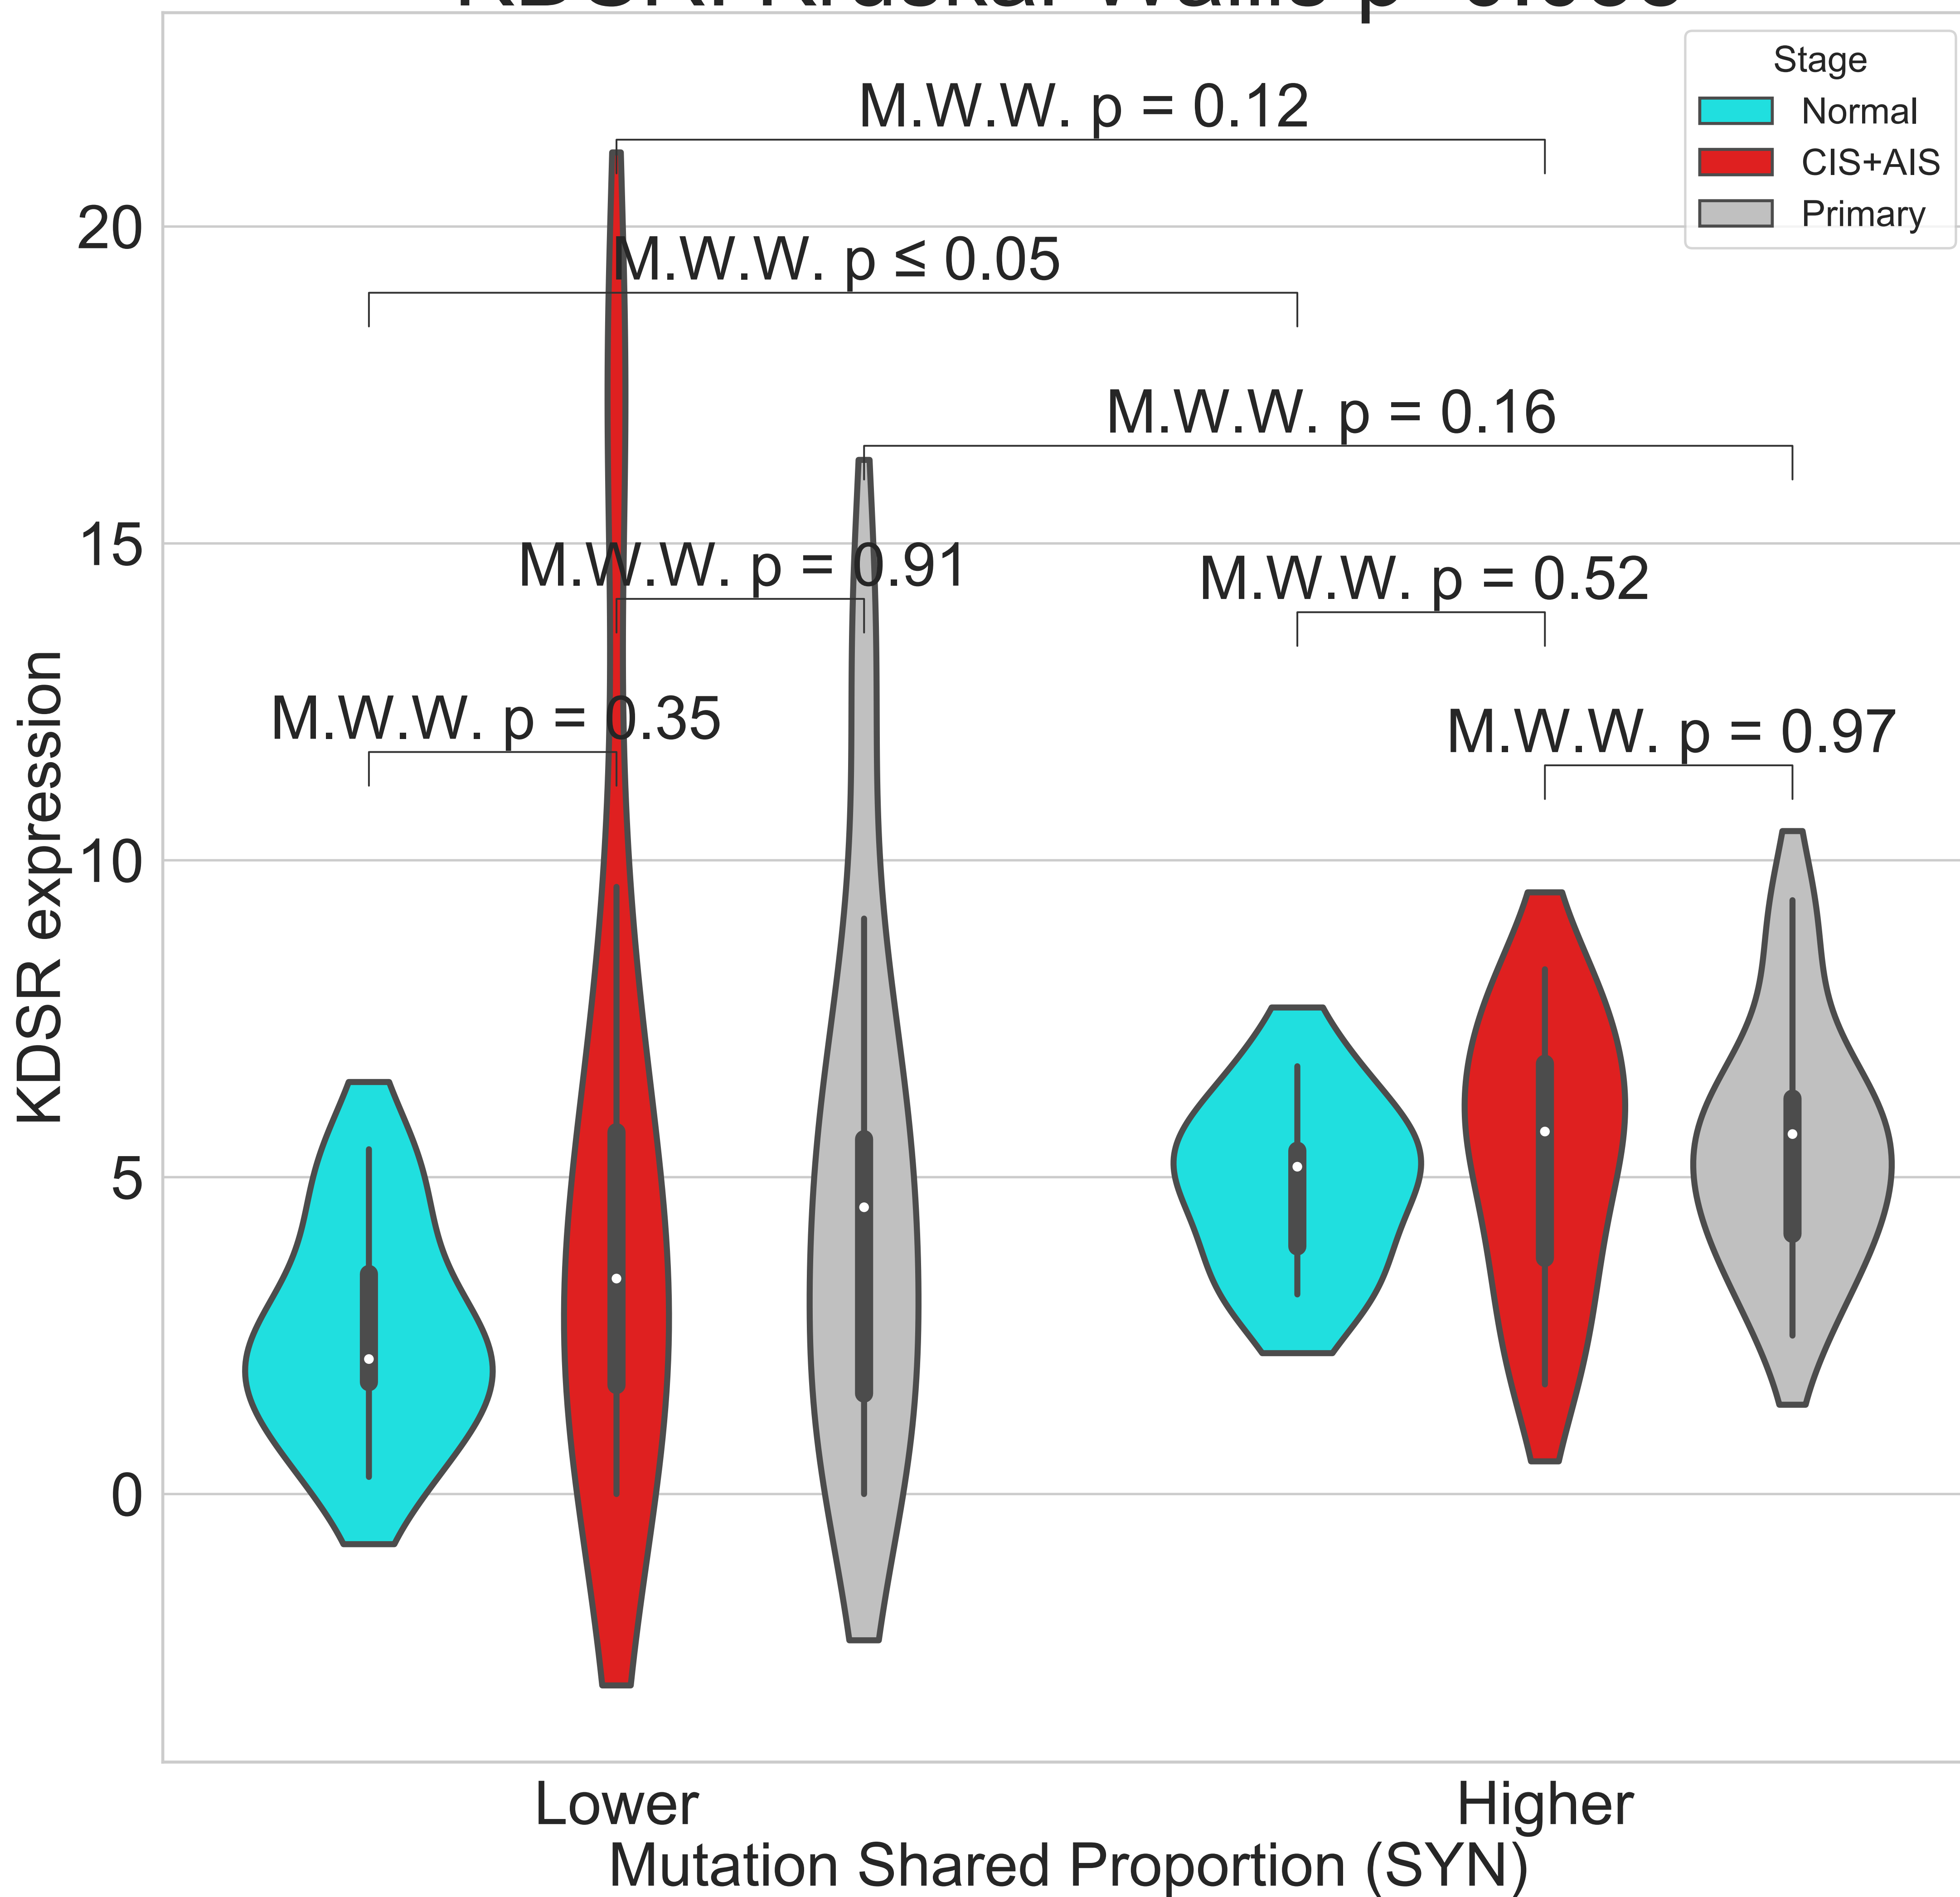 Stage
Normal
CIS+AIS
Primary
M.W.W. p = 0.12
M.W.W. p ≤ 0.05
M.W.W. p = 0.16
M.W.W. p = 0.91
M.W.W. p = 0.52
M.W.W. p = 0.35
M.W.W. p = 0.97
KDSR expression
20
15
10
5
0
Lower
Higher
Mutation Shared Proportion (SYN)